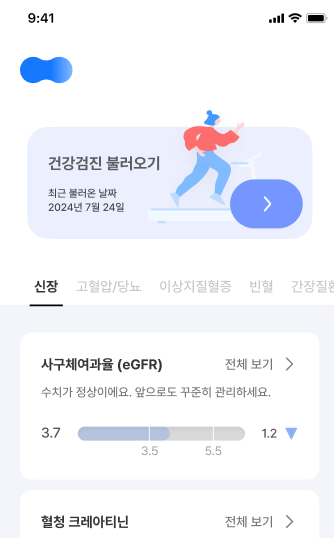 9:41
건강검진 불러오기
최근 불러온 날짜
2024년 7월 24일
신장 고혈압/당뇨 이상지질혈증 빈혈 간장질환
사구체여과율 (eGFR) 전체 보기
수치가 정상이에요. 앞으로도 꾸준히 관리하세요.
3.7 1.2
3.5 5.5
혈청 크레아티닌 전체 보기